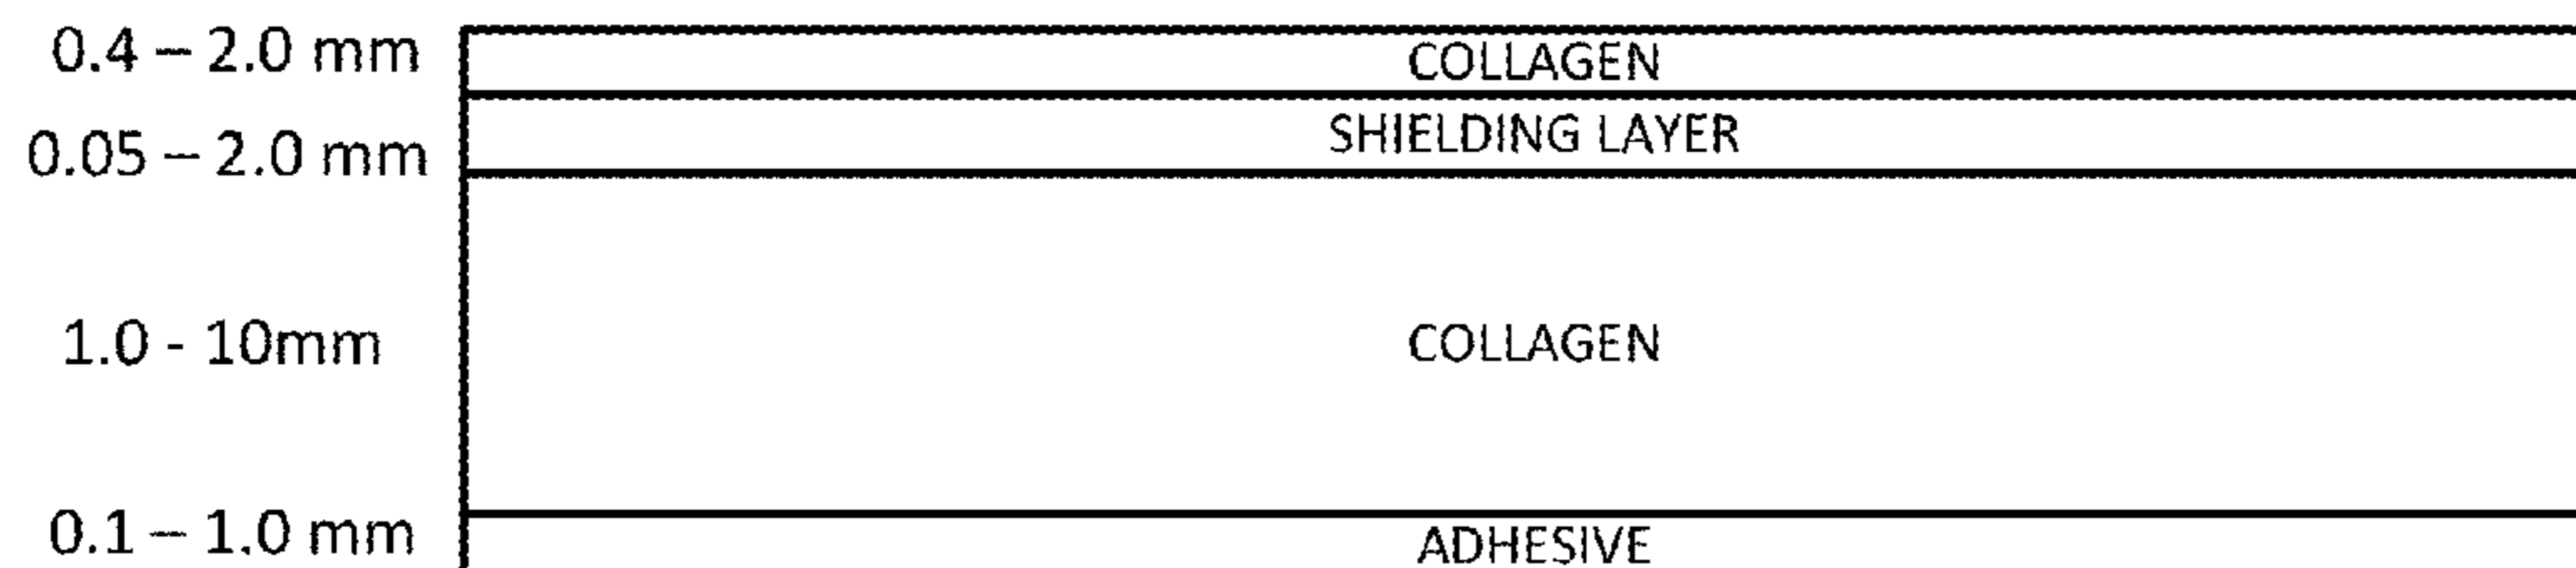 0.4 – 2.0 mm COLLAGEN
0.05 – 2.0 mm SHIELDING LAYER
1.0 - 10mm COLLAGEN
0.1 – 1.0 mm ADHESIVE